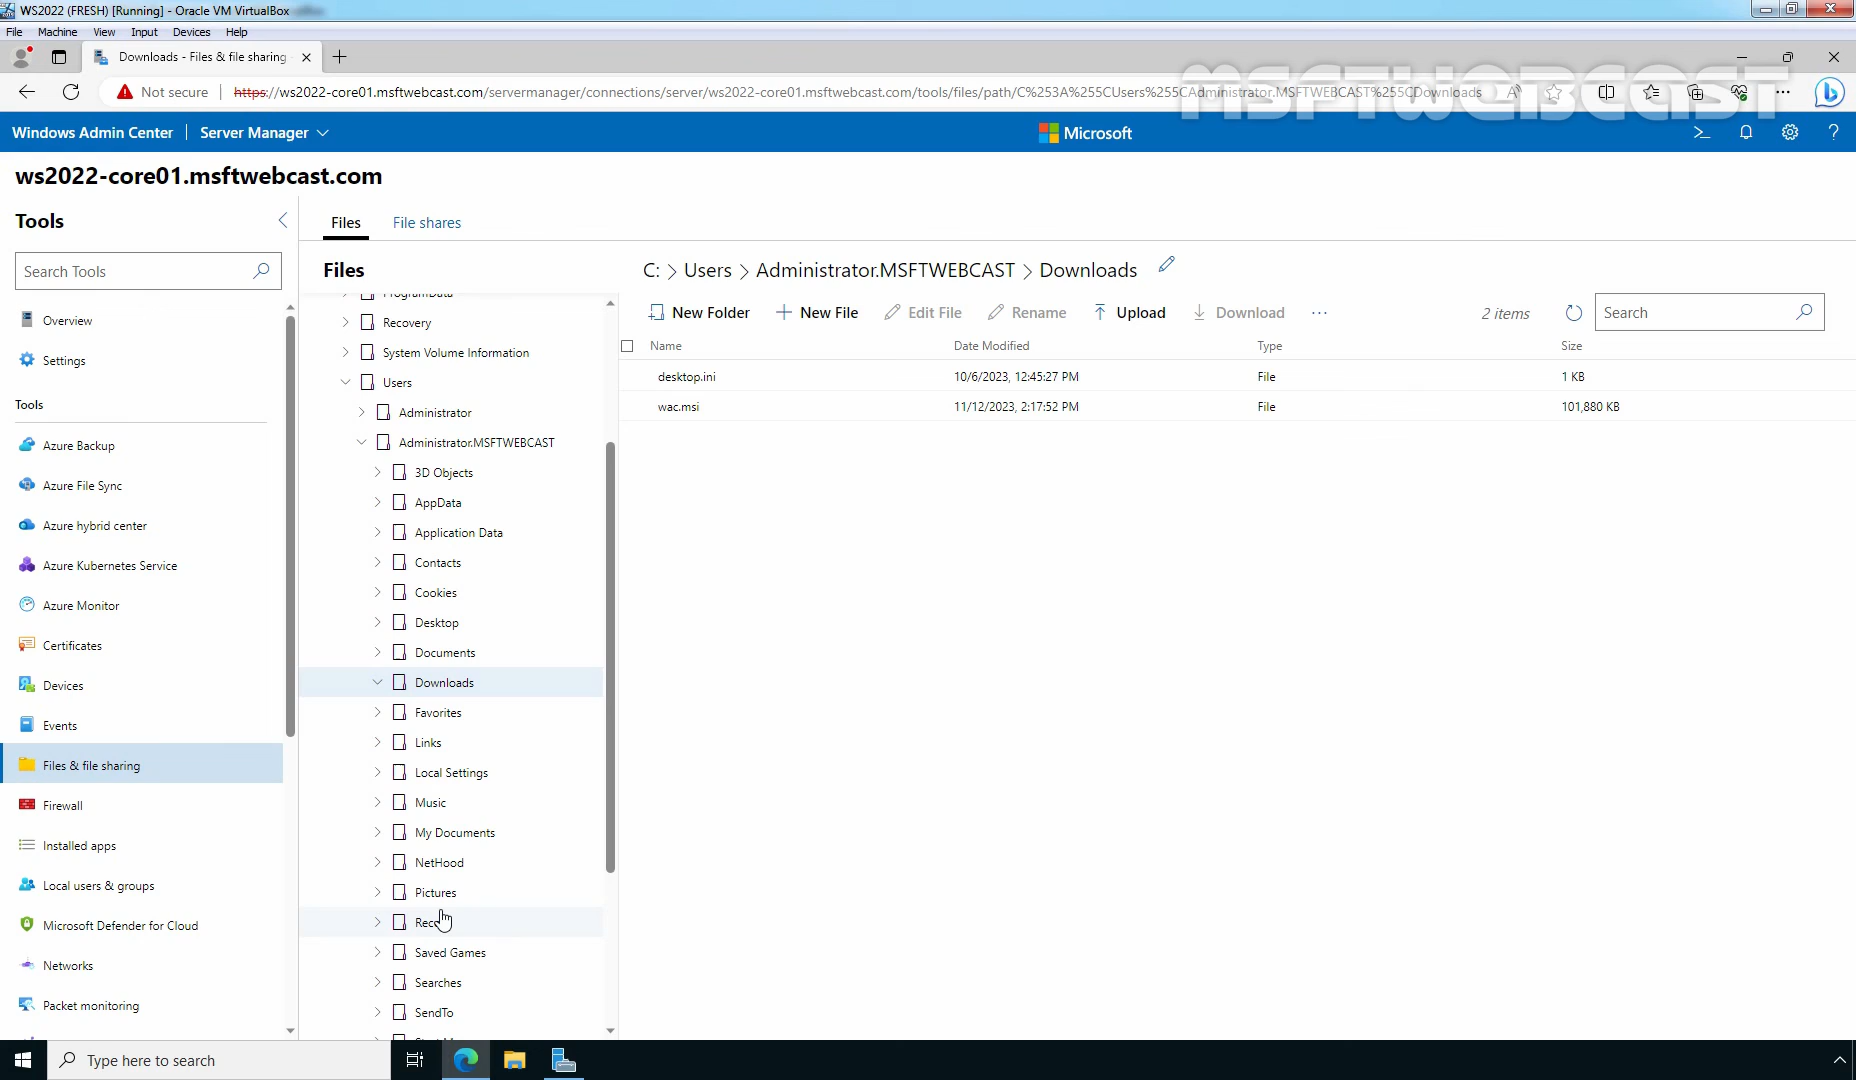 WS2022 (FRESH) [Running] - Oracle VM VirtualBox
File Machine View Input Devices Help
Downloads - Files & file sharing
Not secure https://ws2022-core01.msftwebcast.com/servermanager/connections/server/ws2022-core01.msftwebcast.com/tools/files/path/C%253A%255CUsers%255CAdministrator.MSFTWEBCAST%255CDownloads
MSFTWEBCAST
Windows Admin Center Server Manager Microsoft
ws2022-core01.msftwebcast.com
Tools
Search Tools
Overview
Settings
Tools
Azure Backup
Azure File Sync
Azure hybrid center
Azure Kubernetes Service
Azure Monitor
Certificates
Devices
Events
Files & file sharing
Firewall
Installed apps
Local users & groups
Microsoft Defender for Cloud
Networks
Packet monitoring
Files File shares
Files
ProgramData
Recovery
System Volume Information
Users
Administrator
Administrator.MSFTWEBCAST
3D Objects
AppData
Application Data
Contacts
Cookies
Desktop
Documents
Downloads
Favorites
Links
Local Settings
Music
My Documents
NetHood
Pictures
Saved Games
Searches
SendTo
C: > Users > Administrator.MSFTWEBCAST > Downloads
New Folder New File Edit File Rename Upload Download ... 2 items Search
Name Date Modified Type Size
desktop.ini 10/6/2023, 12:45:27 PM File 1 KB
wac.msi 11/12/2023, 2:17:52 PM File 101,880 KB
Type here to search